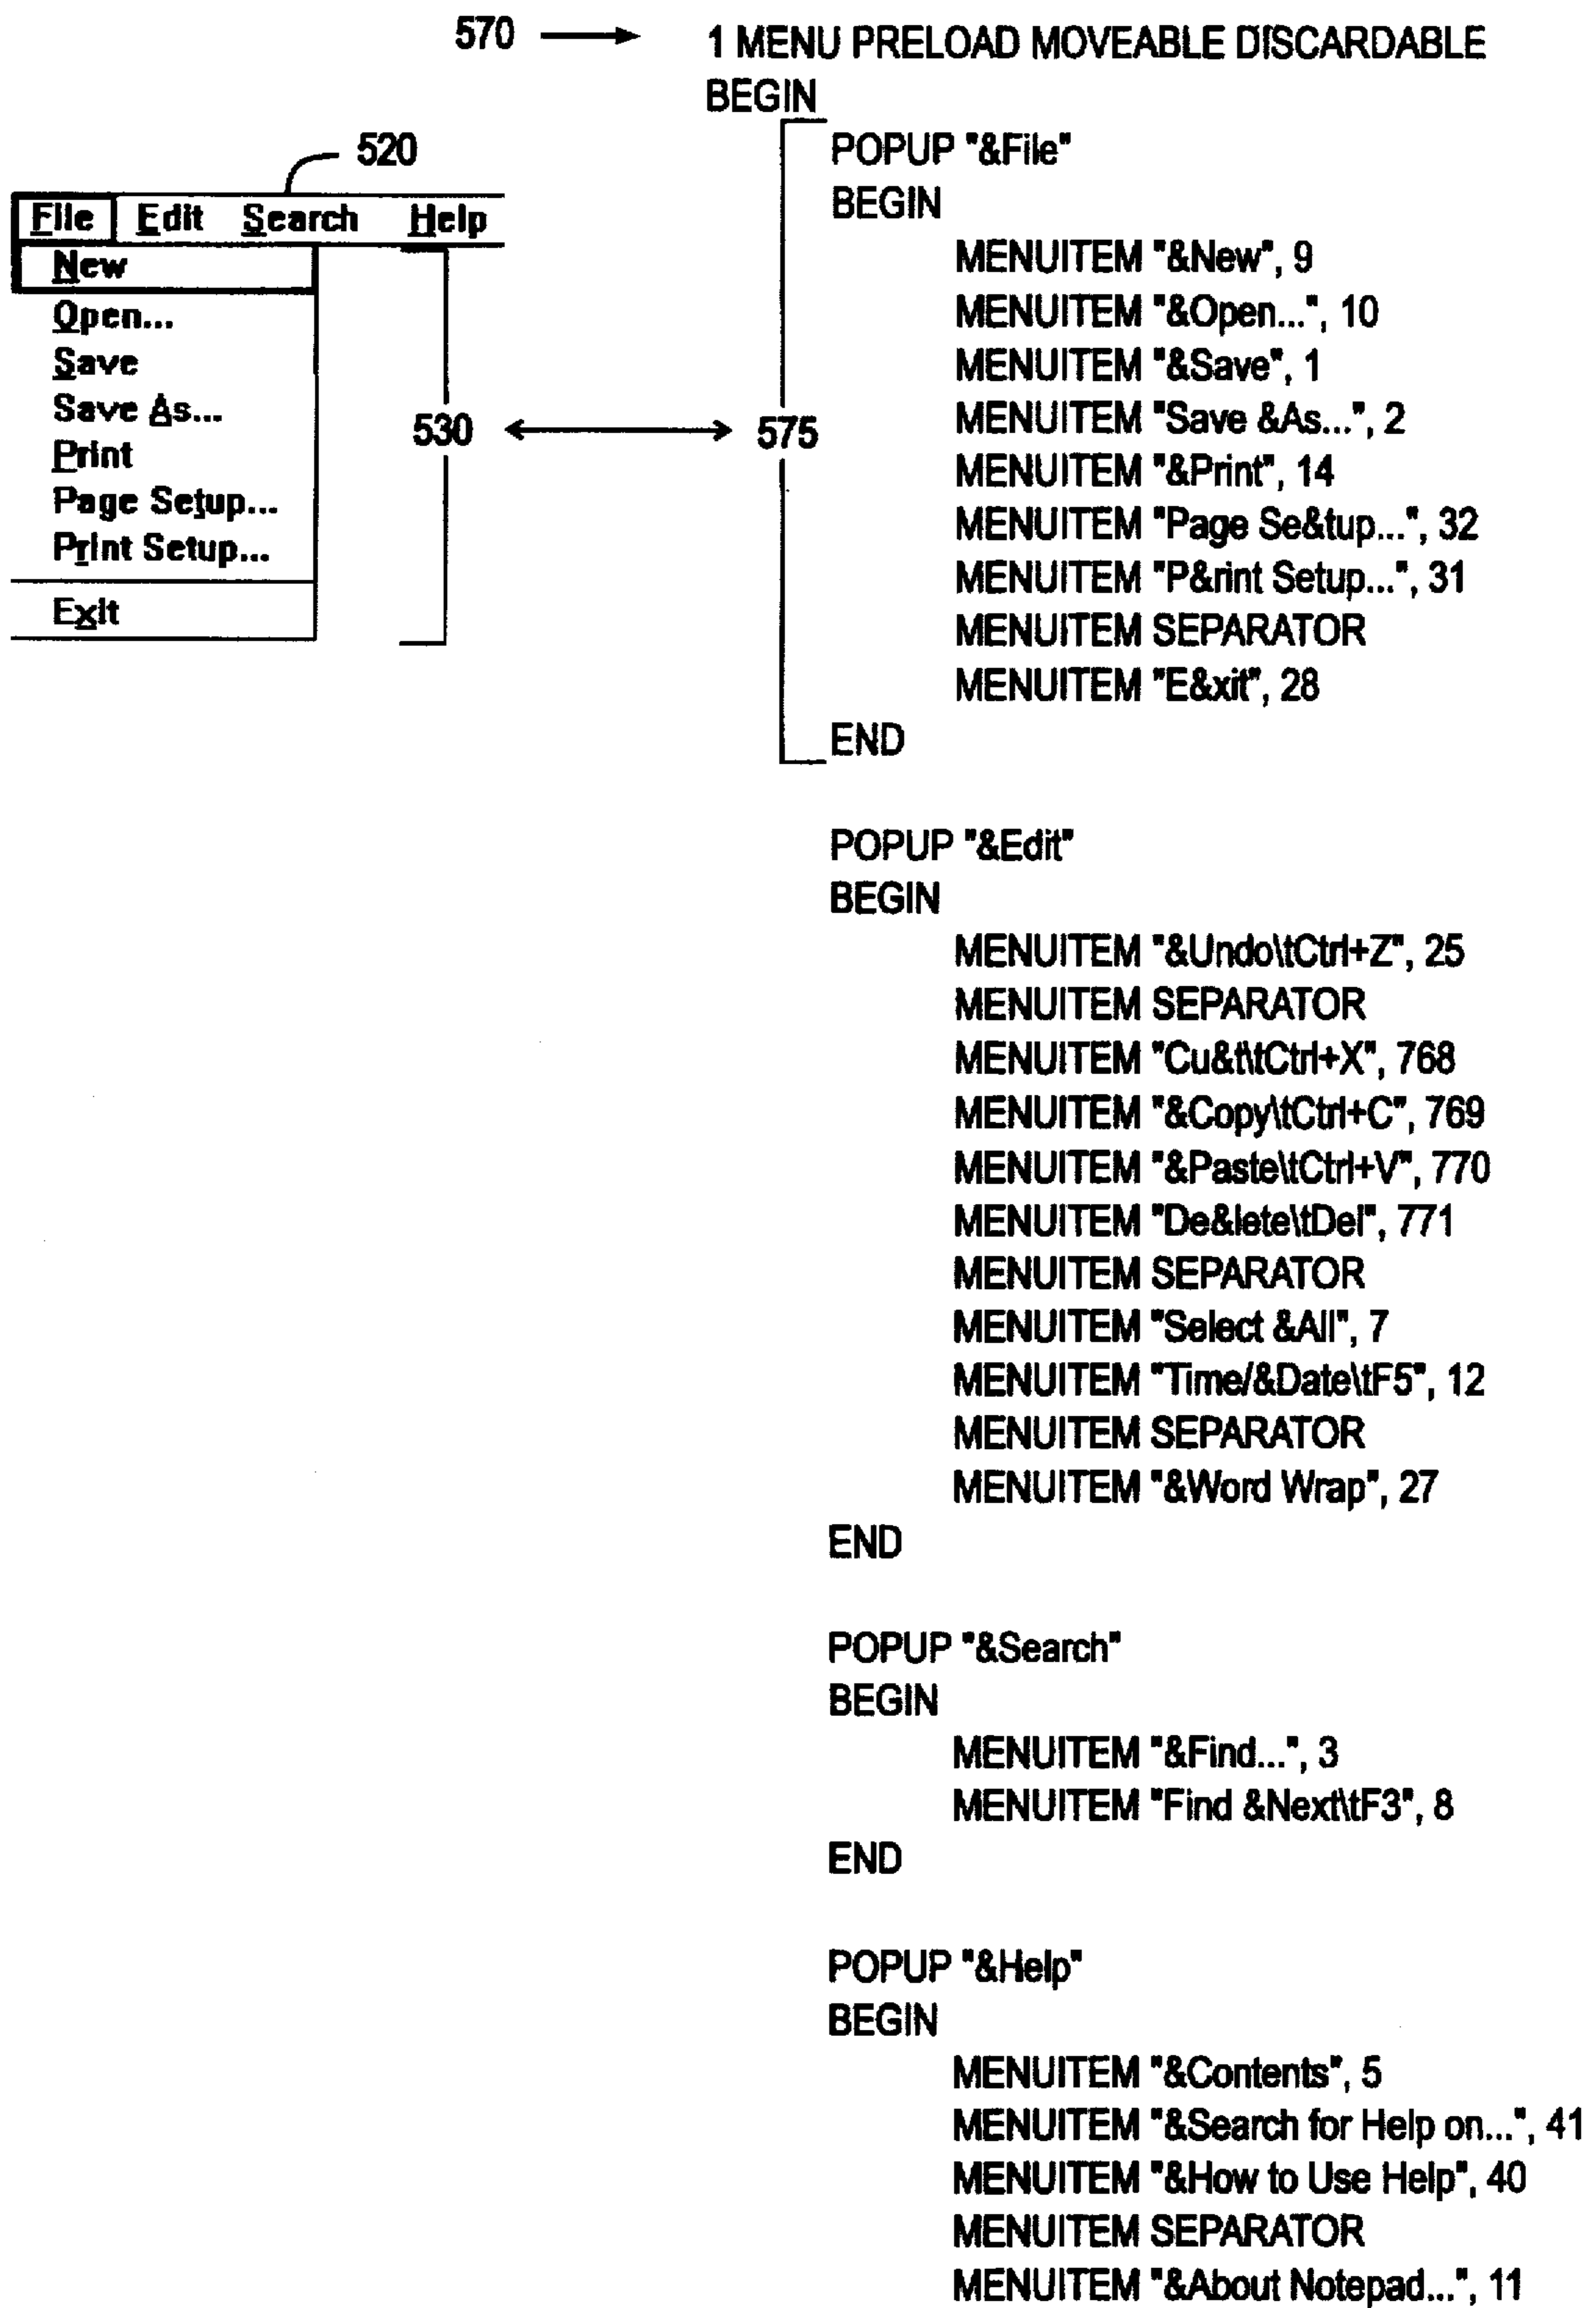 570
1 MENU PRELOAD MOVEABLE DISCARDABLE
BEGIN
520
File Edit Search Help
New
Open...
Save
Save As...
Print
Page Setup...
Print Setup...
Exit
530
575
POPUP "&File"
BEGIN
MENUITEM "&New", 9
MENUITEM "&Open...", 10
MENUITEM "&Save", 1
MENUITEM "Save &As...", 2
MENUITEM "&Print", 14
MENUITEM "Page Se&tup...", 32
MENUITEM "P&rint Setup...", 31
MENUITEM SEPARATOR
MENUITEM "E&xit", 28
END
POPUP "&Edit"
BEGIN
MENUITEM "&Undo\tCtrl+Z", 25
MENUITEM SEPARATOR
MENUITEM "Cu&t\tCtrl+X", 768
MENUITEM "&Copy\tCtrl+C", 769
MENUITEM "&Paste\tCtrl+V", 770
MENUITEM "De&lete\tDel", 771
MENUITEM SEPARATOR
MENUITEM "Select &All", 7
MENUITEM "Time/&Date\tF5", 12
MENUITEM SEPARATOR
MENUITEM "&Word Wrap", 27
END
POPUP "&Search"
BEGIN
MENUITEM "&Find...", 3
MENUITEM "Find &Next\tF3", 8
END
POPUP "&Help"
BEGIN
MENUITEM "&Contents", 5
MENUITEM "&Search for Help on...", 41
MENUITEM "&How to Use Help", 40
MENUITEM SEPARATOR
MENUITEM "&About Notepad...", 11